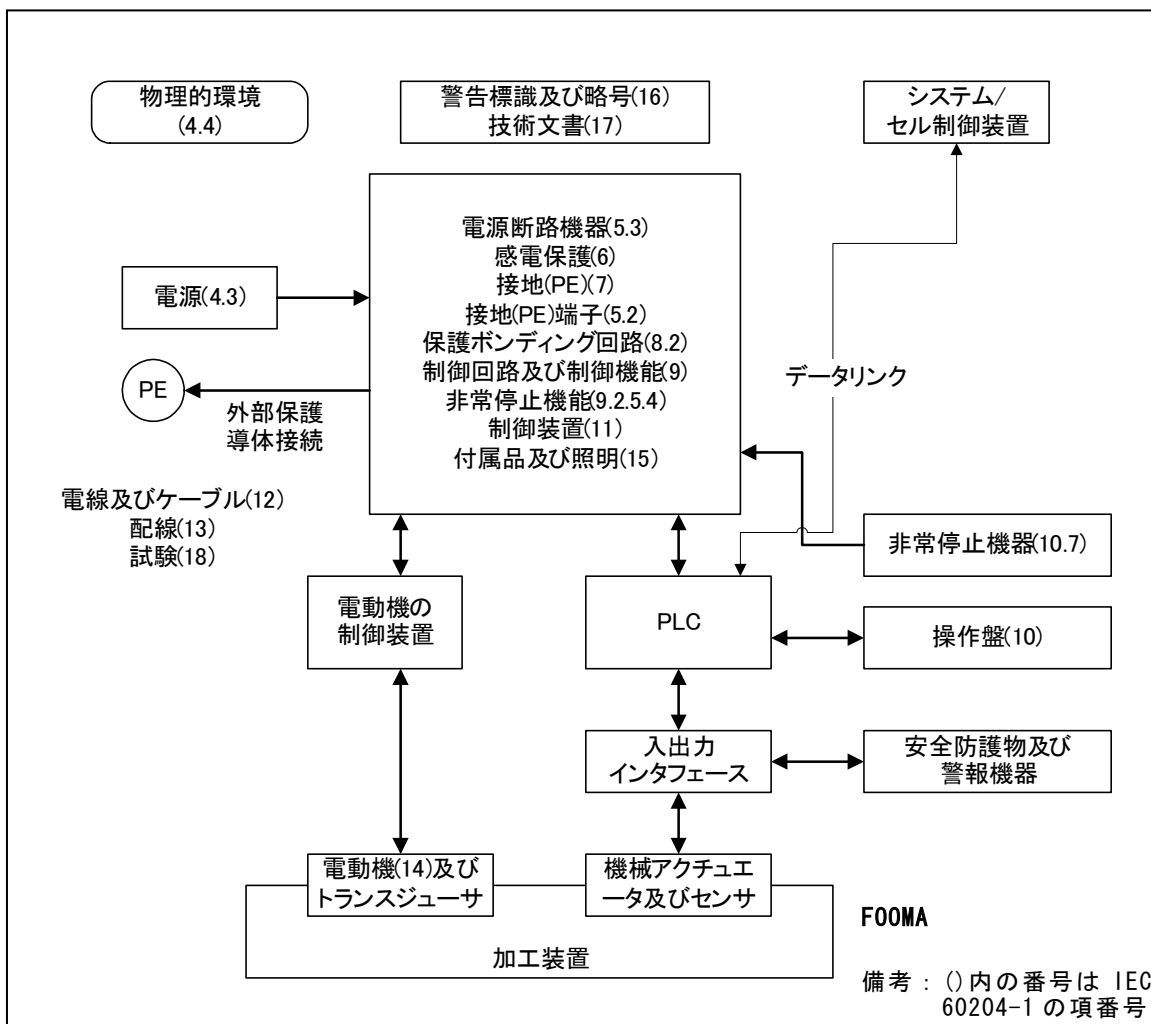 物理的環境
(4.4)
警告標識及び略号(16)
技術文書(17)
システム/
セル制御装置
電源断路機器(5.3)
感電保護(6)
接地(PE)(7)
接地(PE)端子(5.2)
保護ボンディング回路(8.2)
制御回路及び制御機能(9)
非常停止機能(9.2.5.4)
制御装置(11)
付属品及び照明(15)
電源(4.3)
PE
外部保護
導体接続
データリンク
電線及びケーブル(12)
配線(13)
試験(18)
非常停止機器(10.7)
電動機の
制御装置
PLC
操作盤(10)
入出力
インタフェース
安全防護物及び
警報機器
電動機(14)及び
トランスジューサ
機械アクチュエ
ータ及びセンサ
加工装置
FOOMA
備考：()内の番号は IEC
60204-1 の項番号